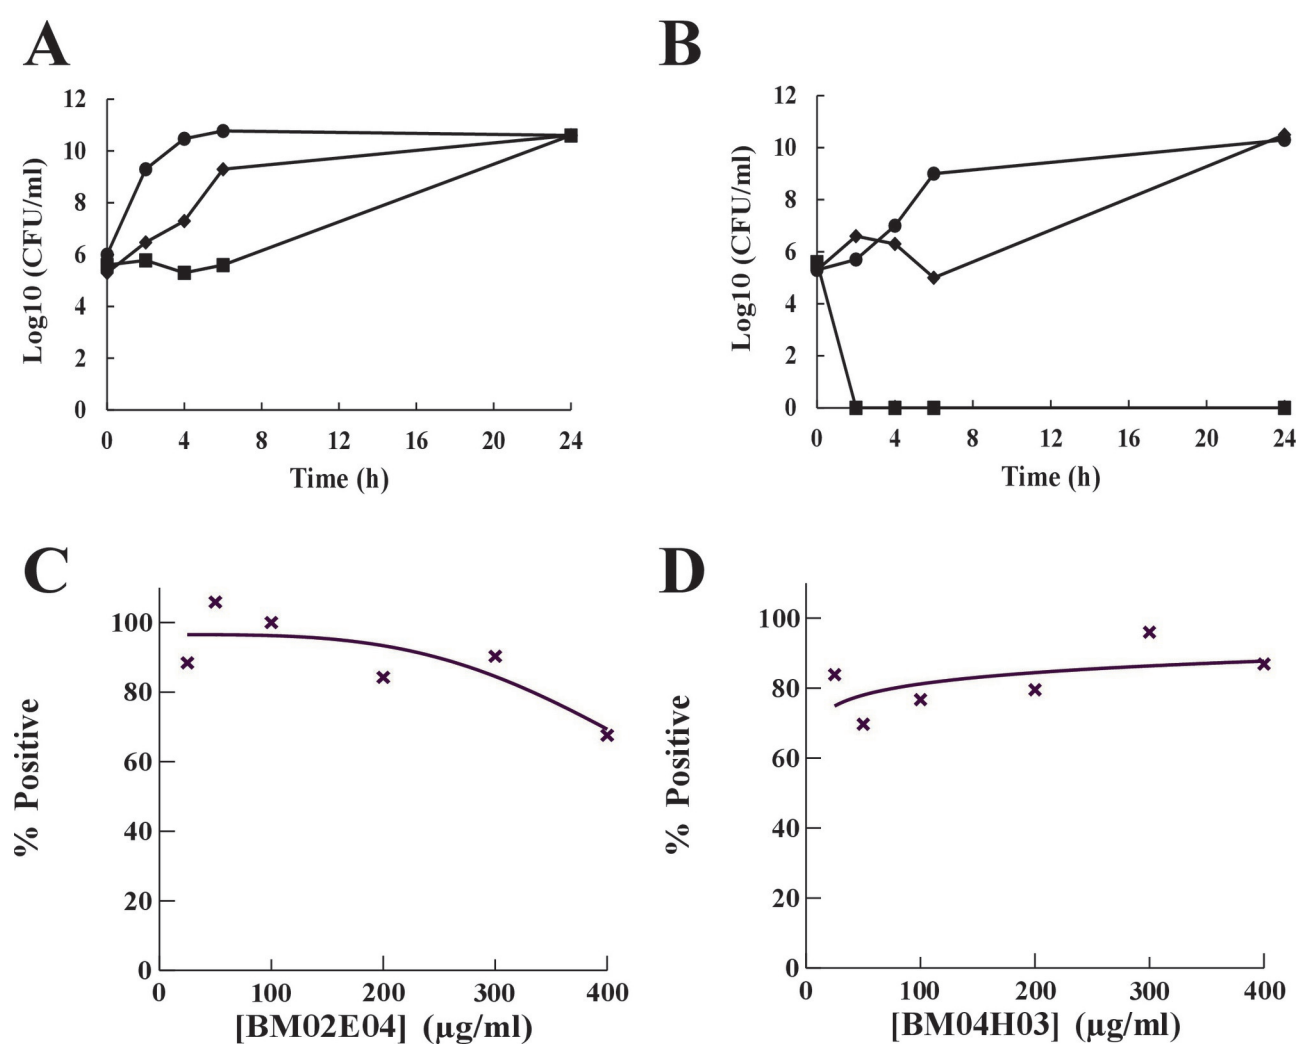 A
12
10
8
6
4
2
0
Log10 (CFU/ml)
0 4 8 12 16 20 24
Time (h)
B
12
10
8
6
4
2
0
Log10 (CFU/ml)
0 4 8 12 16 20 24
Time (h)
C
100
80
60
40
20
0
% Positive
0 100 200 300 400
[BM02E04] (µg/ml)
D
100
80
60
40
20
0
% Positive
0 100 200 300 400
[BM04H03] (µg/ml)